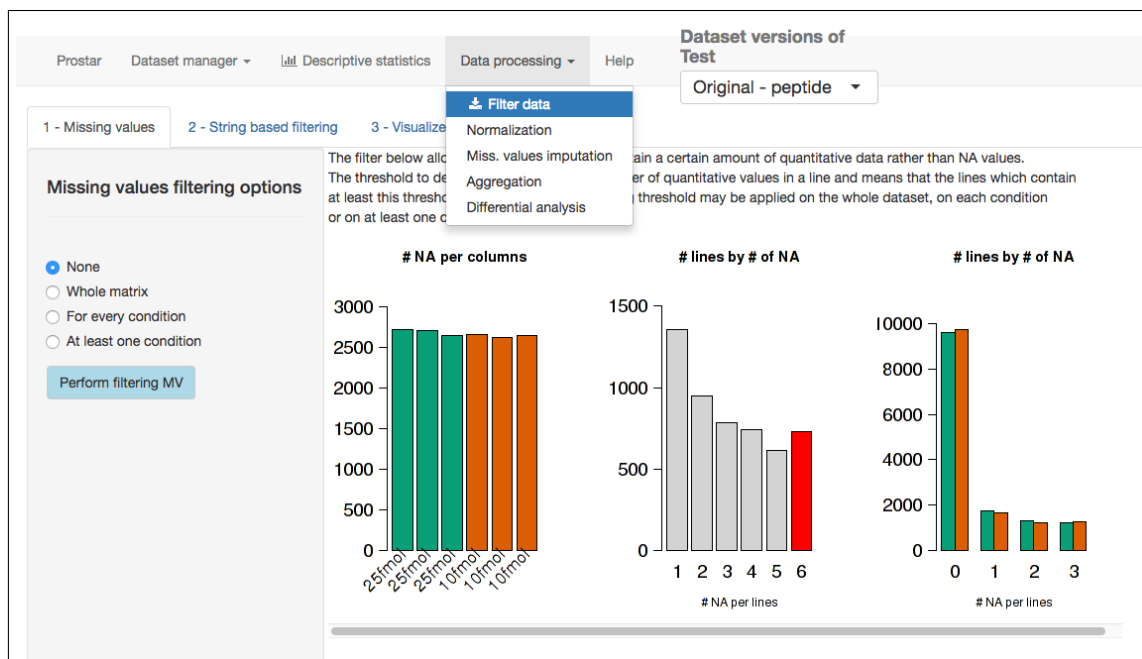 Dataset versions of
Test
Prostar Dataset manager Descriptive statistics Data processing Help
Original - peptide
Filter data
Normalization
Miss. values imputation
Aggregation
Differential analysis
1 - Missing values 2 - String based filtering 3 - Visualize
Missing values filtering options
None
Whole matrix
For every condition
At least one condition
Perform filtering MV
The filter below allo ain a certain amount of quantitative data rather than NA values.
The threshold to de er of quantitative values in a line and means that the lines which contain
at least this thresho threshold may be applied on the whole dataset, on each condition
or on at least one c
# NA per columns
3000
2500
2000
1500
1000
500
0
25fmol 25fmol 25fmol 10fmol 10fmol 10fmol
# lines by # of NA
1500
1000
500
0
1 2 3 4 5 6
# NA per lines
# lines by # of NA
10000
8000
6000
4000
2000
0
0 1 2 3
# NA per lines